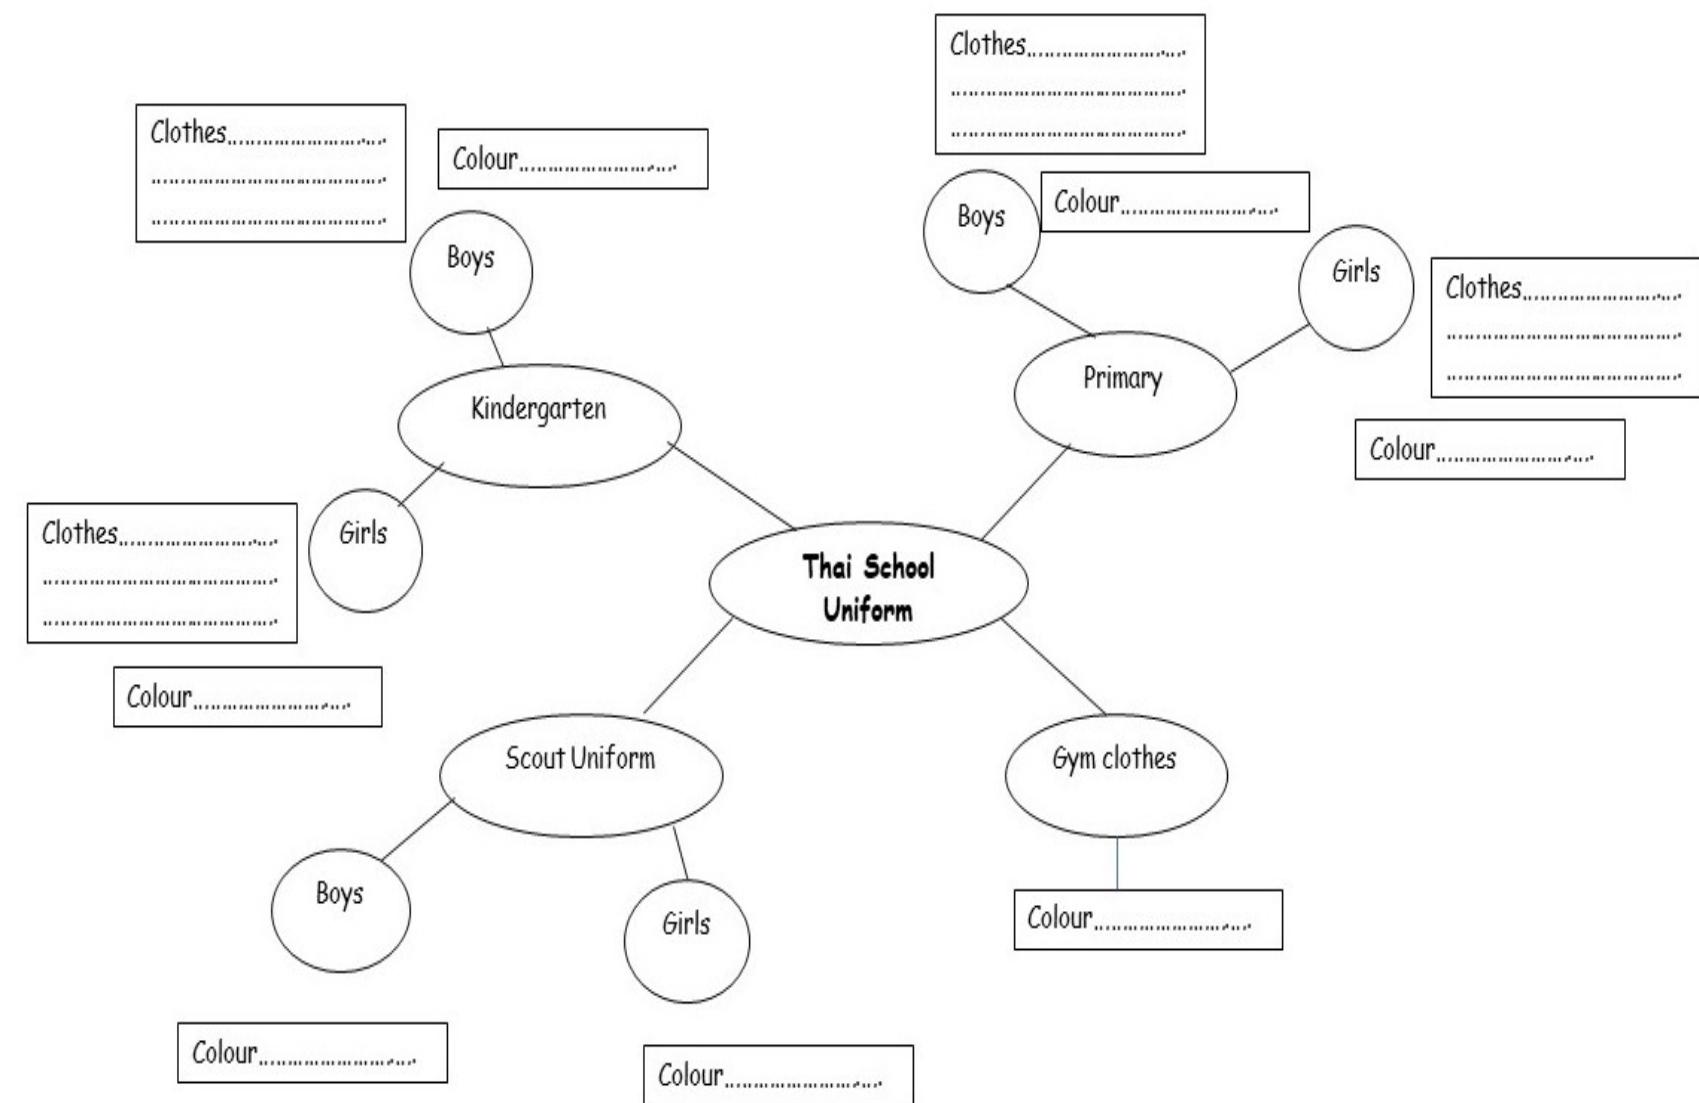 Clothes........................
....................................
....................................
Colour........................
Boys
Kindergarten
Girls
Clothes........................
....................................
....................................
Colour........................
Clothes........................
....................................
....................................
Boys
Colour........................
Girls
Clothes........................
....................................
....................................
Primary
Colour........................
Thai School
Uniform
Scout Uniform
Boys
Girls
Colour........................
Colour........................
Gym clothes
Colour........................